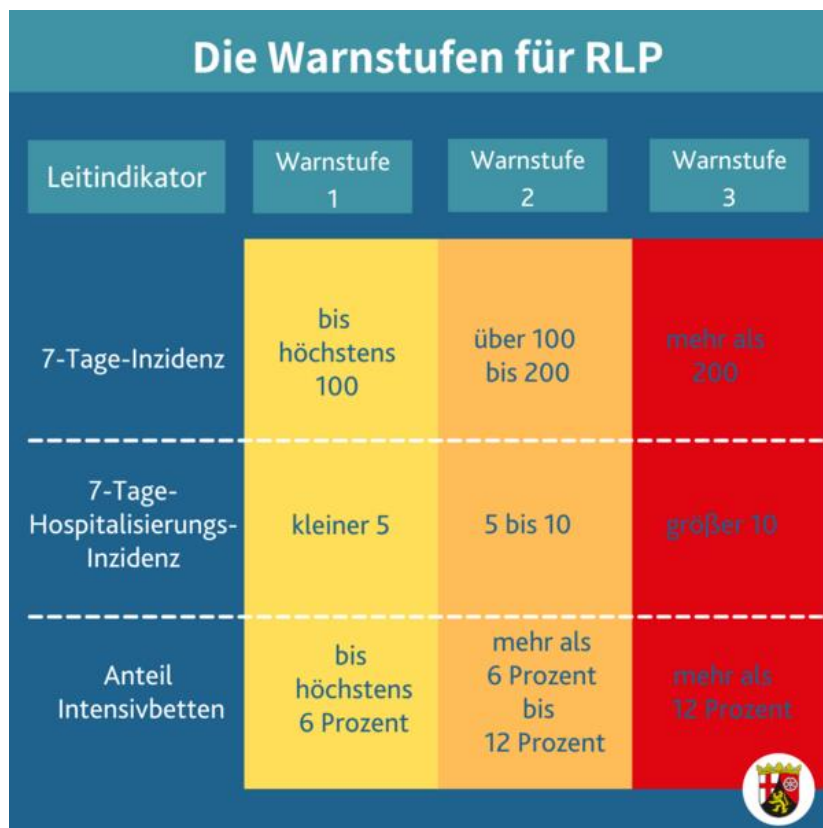 Die Warnstufen für RLP
Leitindikator
Warnstufe
1
Warnstufe
2
Warnstufe
3
7-Tage-Inzidenz
bis
höchstens
100
über 100
bis 200
mehr als
200
7-Tage-
Hospitalisierungs-
Inzidenz
kleiner 5
5 bis 10
größer 10
Anteil
Intensivbetten
bis
höchstens
6 Prozent
mehr als
6 Prozent
bis
12 Prozent
mehr als
12 Prozent